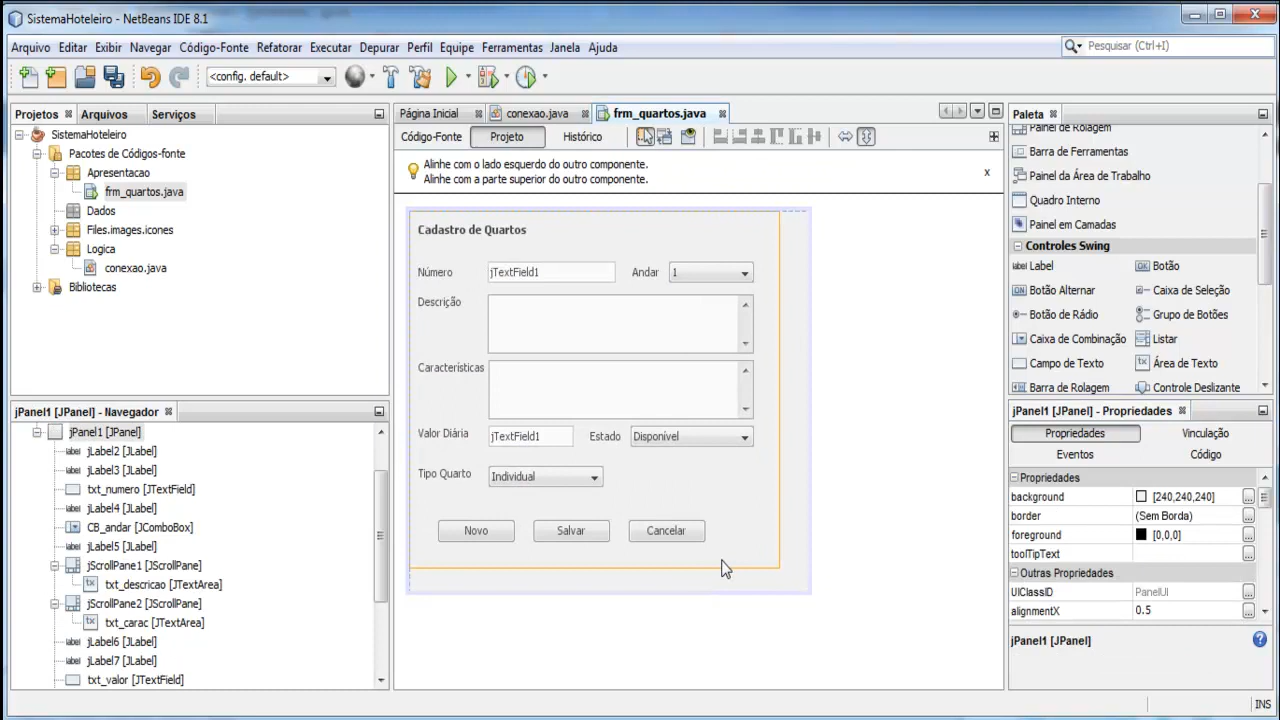 SistemaHoteleiro - NetBeans IDE 8.1
Arquivo Editar Exibir Navegar Código-Fonte Refatorar Executar Depurar Perfil Equipe Ferramentas Janela Ajuda
Pesquisar (Ctrl+I)
<config. default>
Projetos Arquivos Serviços
SistemaHoteleiro
Pacotes de Códigos-fonte
Apresentacao
frm_quartos.java
Dados
Files.images.icones
Logica
conexao.java
Bibliotecas
jPanel1 [JPanel] - Navegador
jPanel1 [JPanel]
jLabel2 [JLabel]
jLabel3 [JLabel]
txt_numero [JTextField]
jLabel4 [JLabel]
CB_andar [JComboBox]
jLabel5 [JLabel]
jScrollPane1 [JScrollPane]
txt_descricao [JTextArea]
jScrollPane2 [JScrollPane]
txt_carac [JTextArea]
jLabel6 [JLabel]
jLabel7 [JLabel]
txt_valor [JTextField]
Página Inicial conexao.java frm_quartos.java
Código-Fonte Projeto Histórico
Alinhe com o lado esquerdo do outro componente.
Alinhe com a parte superior do outro componente.
x
Cadastro de Quartos
Número jTextField1 Andar 1
Descrição
Características
Valor Diária jTextField1 Estado Disponível
Tipo Quarto Individual
Novo Salvar Cancelar
Paleta
Painel de Rolagem
Barra de Ferramentas
Painel da Área de Trabalho
Quadro Interno
Painel em Camadas
Controles Swing
label Label OK Botão
ON Botão Alternar Caixa de Seleção
Botão de Rádio Grupo de Botões
Caixa de Combinação Listar
Campo de Texto tx Área de Texto
Barra de Rolagem Controle Deslizante
jPanel1 [JPanel] - Propriedades
Propriedades Vinculação
Eventos Código
Propriedades
background [240,240,240] ...
border (Sem Borda) ...
foreground [0,0,0] ...
toolTipText ...
Outras Propriedades
UIClassID PanelUI ...
alignmentX 0.5 ...
jPanel1 [JPanel]
INS